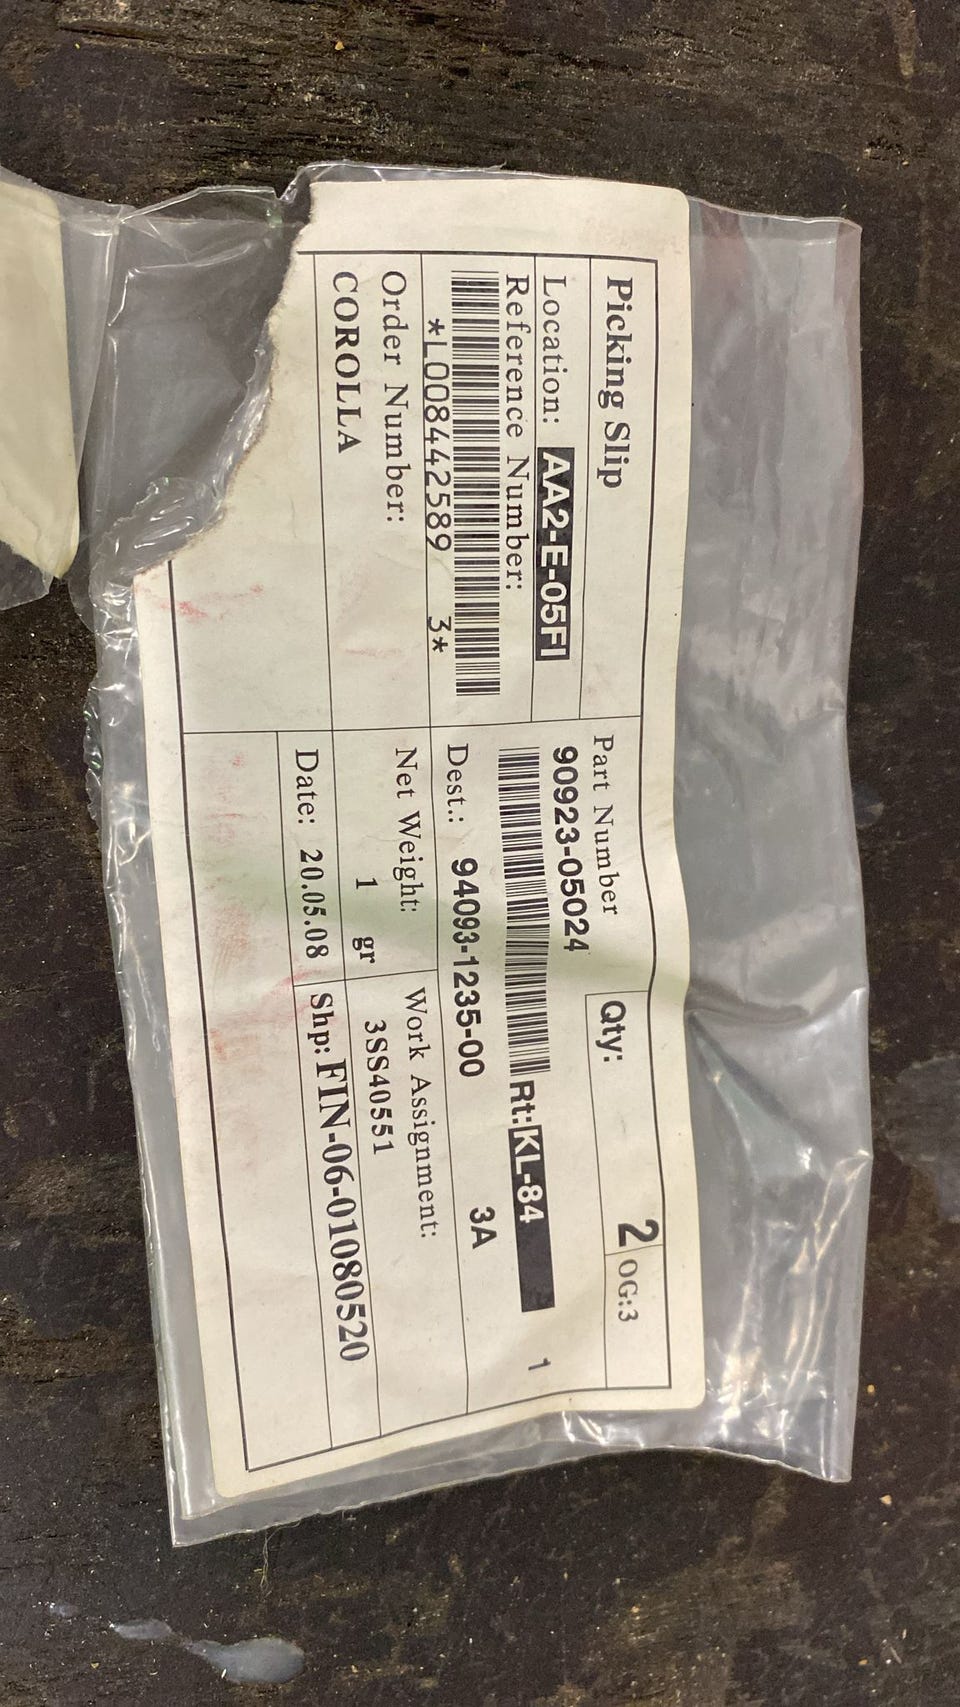 Picking Slip
Location: AA2-E-05FI
Reference Number:
*L008442589 3*
Order Number:
COROLLA
Part Number
90923-05024
Qty: 2
OG:3
Rt: KL-84
1
Dest.: 94093-1235-00 3A
Net Weight:
1 gr
Work Assignment:
3SS40551
Date: 20.05.08
Shp: FIN-06-01080520